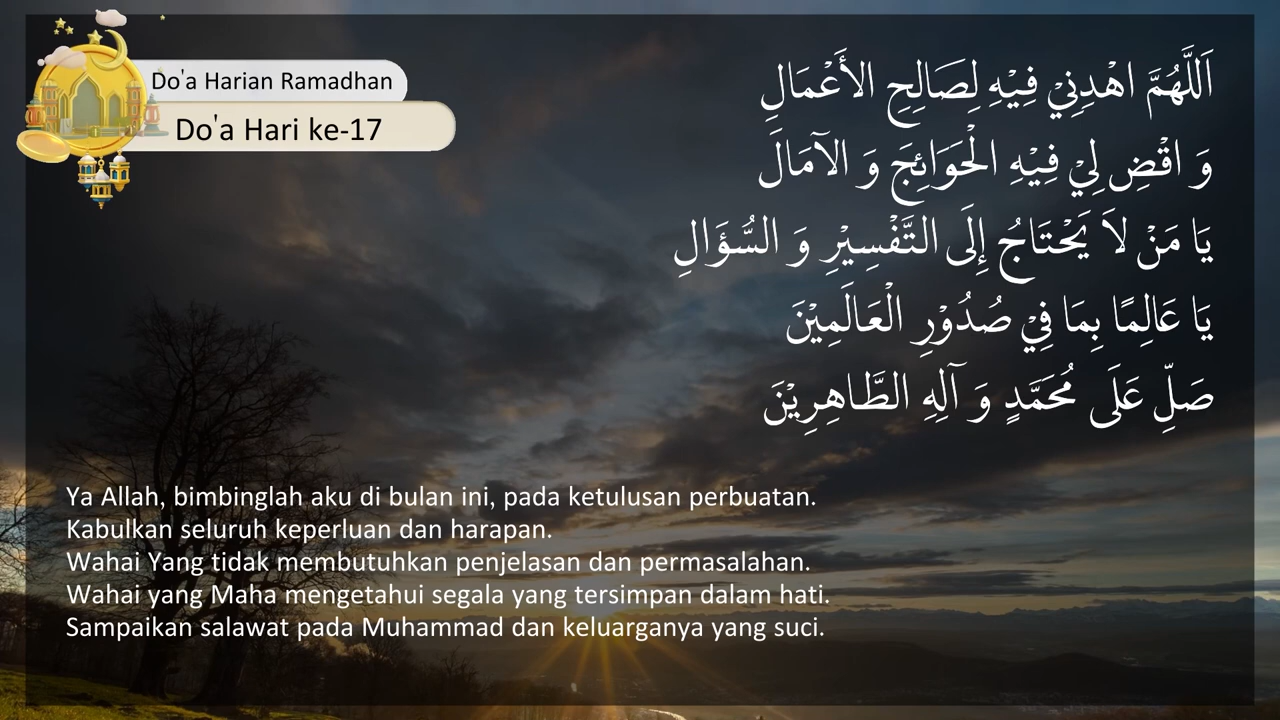 Do'a Harian Ramadhan
Do'a Hari ke-17
اَللَّهُمَّ اهْدِنِيْ فِيْهِ لِصَالِحِ الأَعْمَالِ
وَ اقْضِ لِيْ فِيْهِ الْحَوَائِجَ وَ الآمَالَ
يَا مَنْ لاَ يَحْتَاجُ إِلَى التَّفْسِيْرِ وَ السُّؤَالِ
يَا عَالِمًا بِمَا فِيْ صُدُوْرِ الْعَالَمِيْنَ
صَلِّ عَلَى مُحَمَّدٍ وَ آلِهِ الطَّاهِرِيْنَ
Ya Allah, bimbinglah aku di bulan ini, pada ketulusan perbuatan.
Kabulkan seluruh keperluan dan harapan.
Wahai Yang tidak membutuhkan penjelasan dan permasalahan.
Wahai yang Maha mengetahui segala yang tersimpan dalam hati.
Sampaikan salawat pada Muhammad dan keluarganya yang suci.